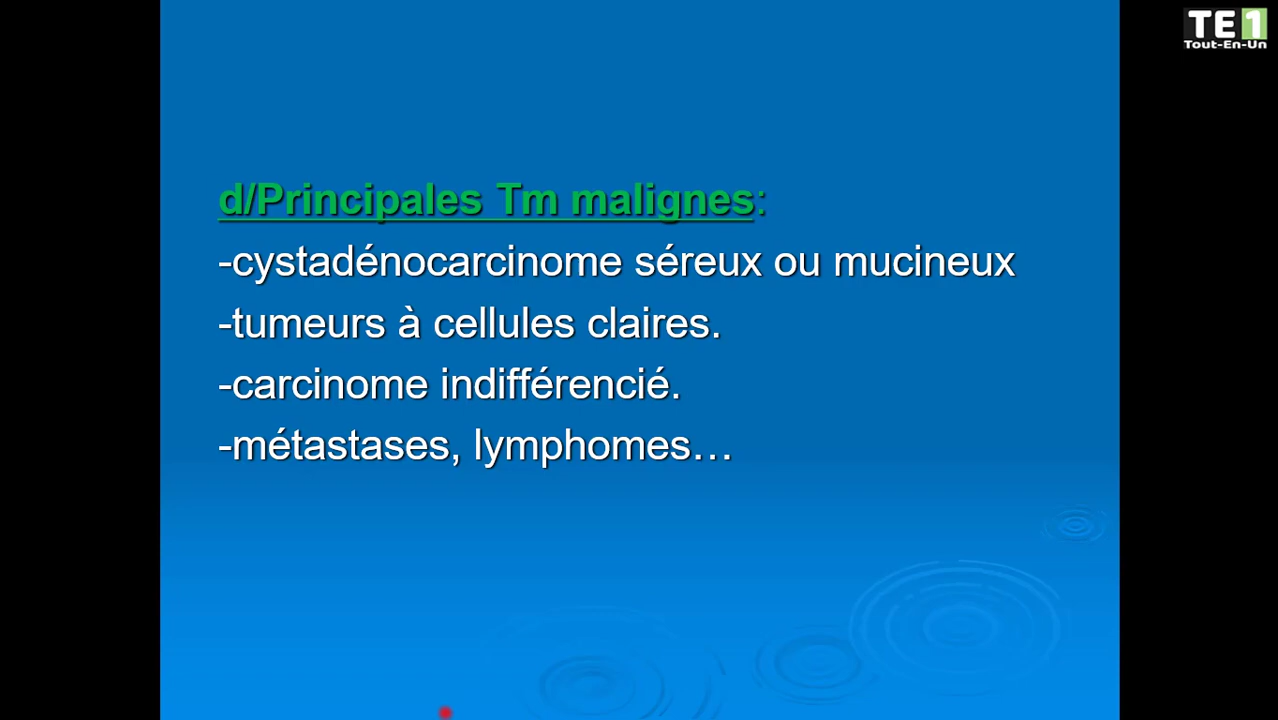 TE1
Tout-En-Un
d/Principales Tm malignes:
-cystadénocarcinome séreux ou mucineux
-tumeurs à cellules claires.
-carcinome indifférencié.
-métastases, lymphomes…